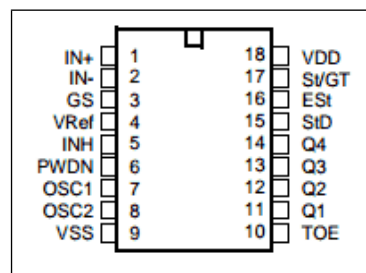 IN+ 1 18 VDD
IN- 2 17 St/GT
GS 3 16 ESt
VRef 4 15 StD
INH 5 14 Q4
PWDN 6 13 Q3
OSC1 7 12 Q2
OSC2 8 11 Q1
VSS 9 10 TOE